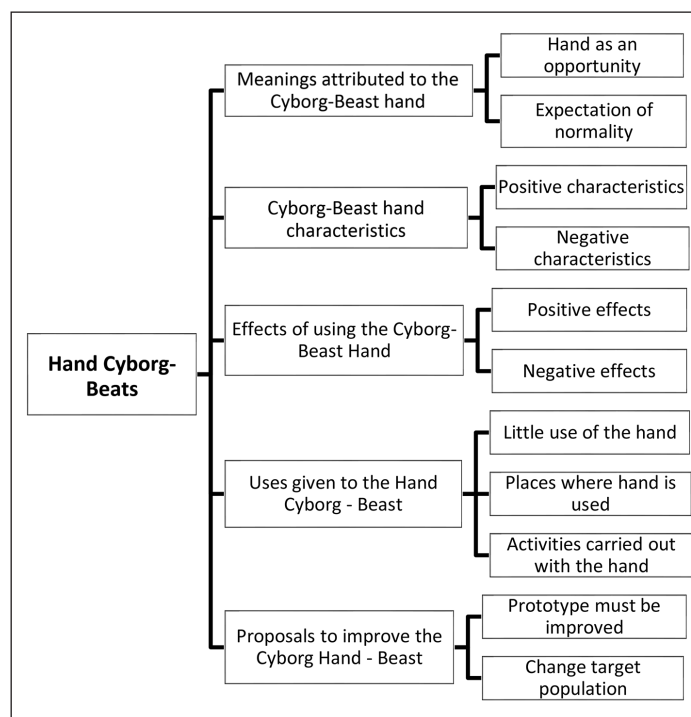 Hand Cyborg-
Beats
Meanings attributed to the
Cyborg-Beast hand
Hand as an
opportunity
Expectation of
normality
Cyborg-Beast hand
characteristics
Positive characteristics
Negative
characteristics
Effects of using the Cyborg-
Beast Hand
Positive effects
Negative effects
Uses given to the Hand
Cyborg - Beast
Little use of the hand
Places where hand is
used
Activities carried out
with the hand
Proposals to improve the
Cyborg Hand - Beast
Prototype must be
improved
Change target
population